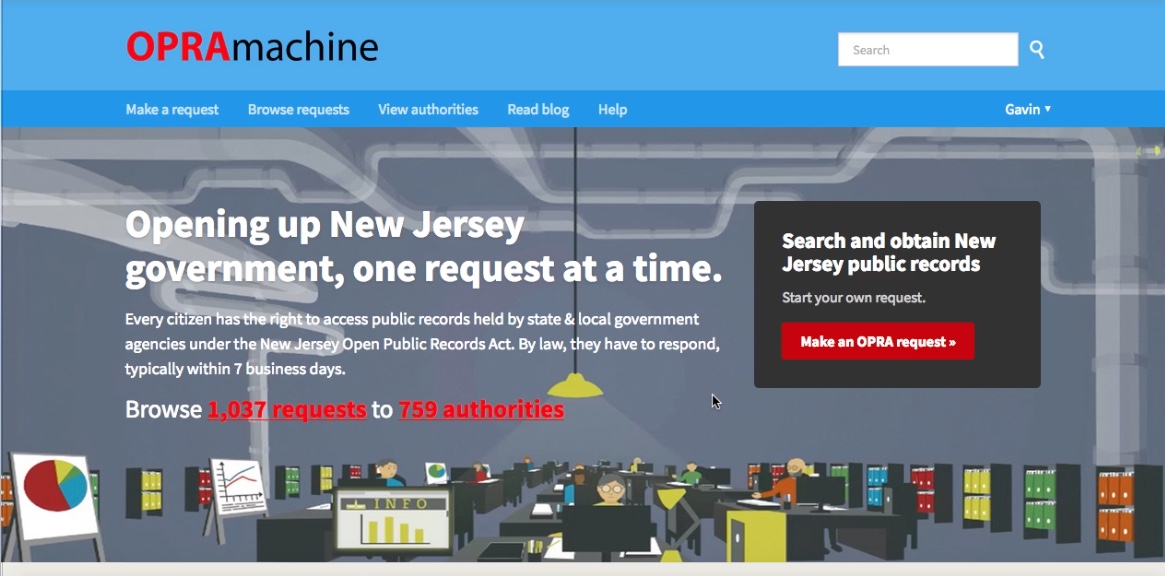 OPRAmachine
Search
Make a request Browse requests View authorities Read blog Help Gavin ▼
Opening up New Jersey
government, one request at a time.
Every citizen has the right to access public records held by state & local government
agencies under the New Jersey Open Public Records Act. By law, they have to respond,
typically within 7 business days.
Browse 1,037 requests to 759 authorities
Search and obtain New
Jersey public records
Start your own request.
Make an OPRA request »
INFO